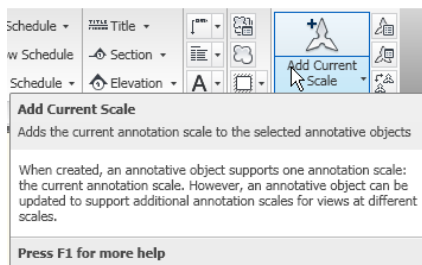 Schedule
Title
Schedule
Section
Schedule
Elevation
A
Add Current
Scale
Add Current Scale
Adds the current annotation scale to the selected annotative objects
When created, an annotative object supports one annotation scale:
the current annotation scale. However, an annotative object can be
updated to support additional annotation scales for views at different
scales.
Press F1 for more help